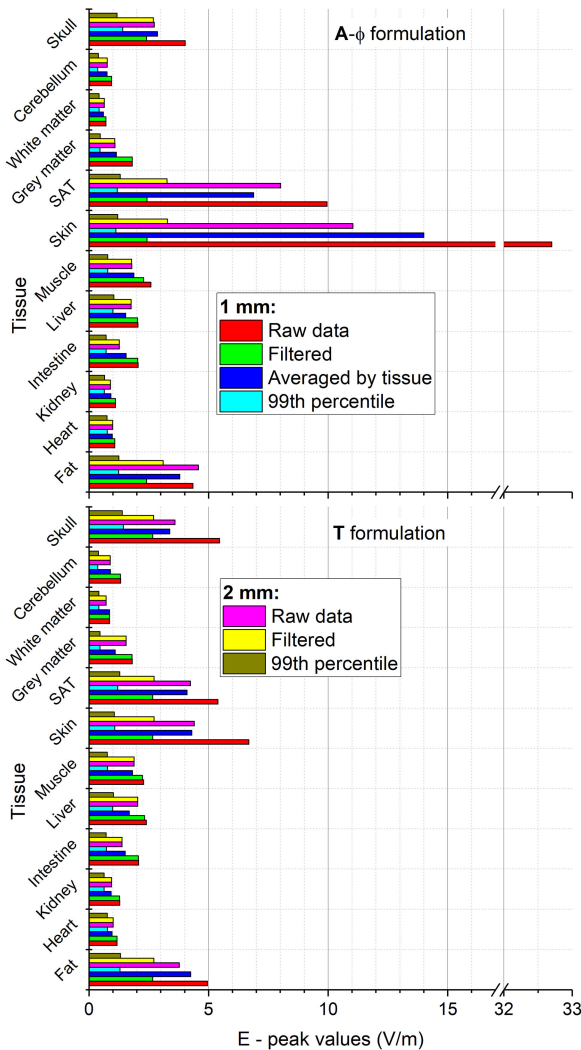 A-ϕ formulation
Skull
Cerebellum
White matter
Grey matter
SAT
Skin
Muscle
Liver
Intestine
Kidney
Heart
Fat
Tissue
1 mm:
Raw data
Filtered
Averaged by tissue
99th percentile
T formulation
Skull
Cerebellum
White matter
Grey matter
SAT
Skin
Muscle
Liver
Intestine
Kidney
Heart
Fat
Tissue
2 mm:
Raw data
Filtered
99th percentile
0 5 10 15 32 33
E - peak values (V/m)